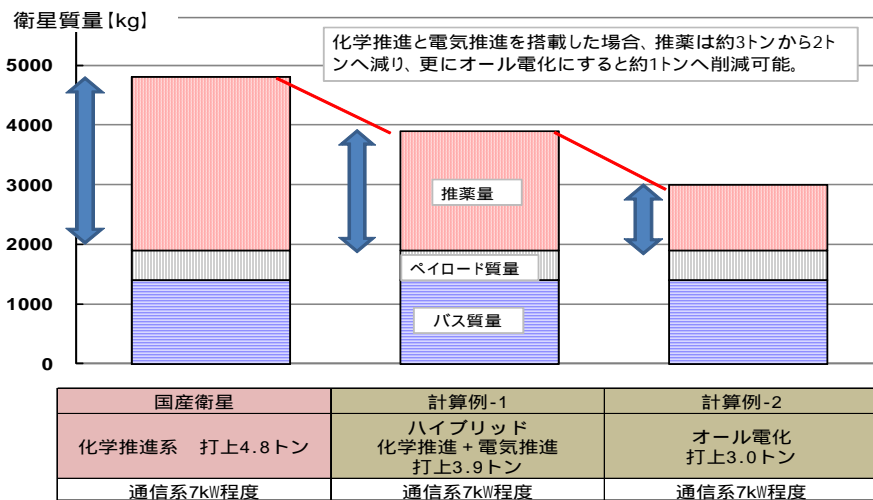 衛星質量【kg】
化学推進と電気推進を搭載した場合、推薬は約3トンから2ト
ンへ減り、更にオール電化にすると約1トンへ削減可能。
5000
4000
3000
2000
1000
0
推薬量
ペイロード質量
バス質量
国産衛星
計算例-1
計算例-2
化学推進系 打上4.8トン
ハイブリッド
化学推進＋電気推進
打上3.9トン
オール電化
打上3.0トン
通信系7kW程度
通信系7kW程度
通信系7kW程度